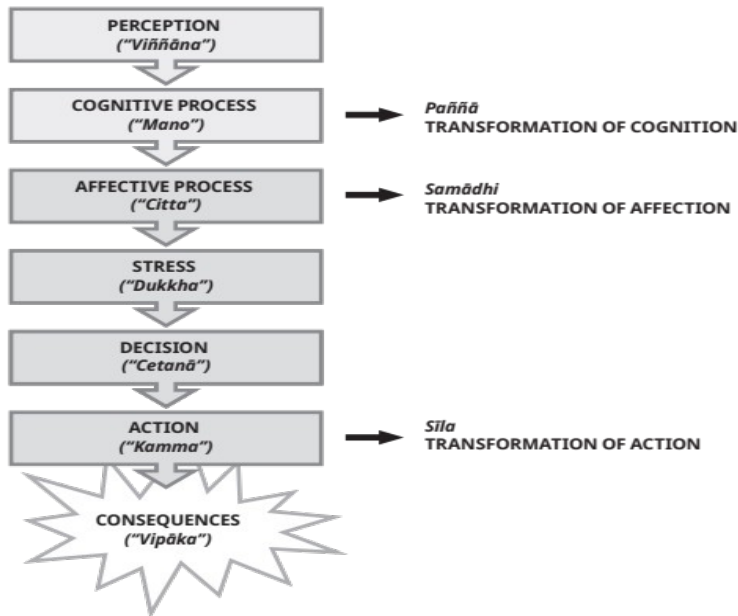 PERCEPTION
(“Viññāna”)
COGNITIVE PROCESS
(“Mano”)
Paññā
TRANSFORMATION OF COGNITION
AFFECTIVE PROCESS
(“Citta”)
Samādhi
TRANSFORMATION OF AFFECTION
STRESS
(“Dukkha”)
DECISION
(“Cetanā”)
ACTION
(“Kamma”)
Sīla
TRANSFORMATION OF ACTION
CONSEQUENCES
(“Vipāka”)